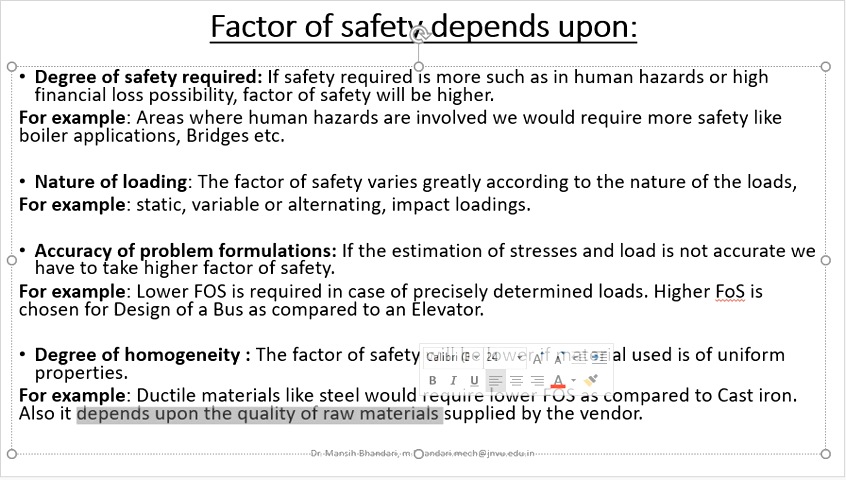 Factor of safety depends upon:
• Degree of safety required: If safety required is more such as in human hazards or high
financial loss possibility, factor of safety will be higher.
For example: Areas where human hazards are involved we would require more safety like
boiler applications, Bridges etc.
• Nature of loading: The factor of safety varies greatly according to the nature of the loads,
For example: static, variable or alternating, impact loadings.
• Accuracy of problem formulations: If the estimation of stresses and load is not accurate we
have to take higher factor of safety.
For example: Lower FOS is required in case of precisely determined loads. Higher FoS is
chosen for Design of a Bus as compared to an Elevator.
• Degree of homogeneity : The factor of safety will be lower if material used is of uniform
properties.
Calibri (E 24 A A
B I U A
For example: Ductile materials like steel would require lower FOS as compared to Cast iron.
Also it depends upon the quality of raw materials supplied by the vendor.
Dr. Mansih Bhandari,